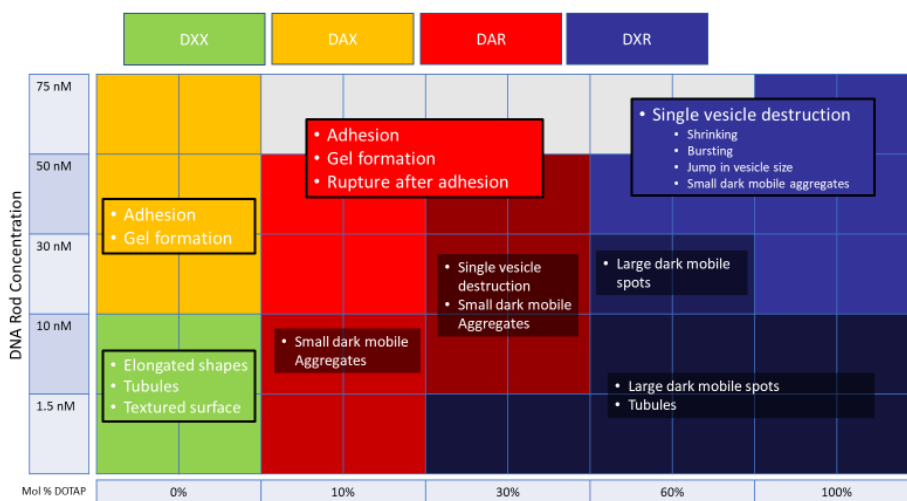 DXX
DAX
DAR
DXR
DNA Rod Concentration
75 nM
50 nM
30 nM
10 nM
1.5 nM
• Adhesion
• Gel formation
• Elongated shapes
• Tubules
• Textured surface
• Adhesion
• Gel formation
• Rupture after adhesion
• Small dark mobile
Aggregates
• Single vesicle
destruction
• Small dark mobile
Aggregates
• Single vesicle destruction
• Shrinking
• Bursting
• Jump in vesicle size
• Small dark mobile aggregates
• Large dark mobile
spots
• Large dark mobile spots
• Tubules
Mol % DOTAP
0%
10%
30%
60%
100%